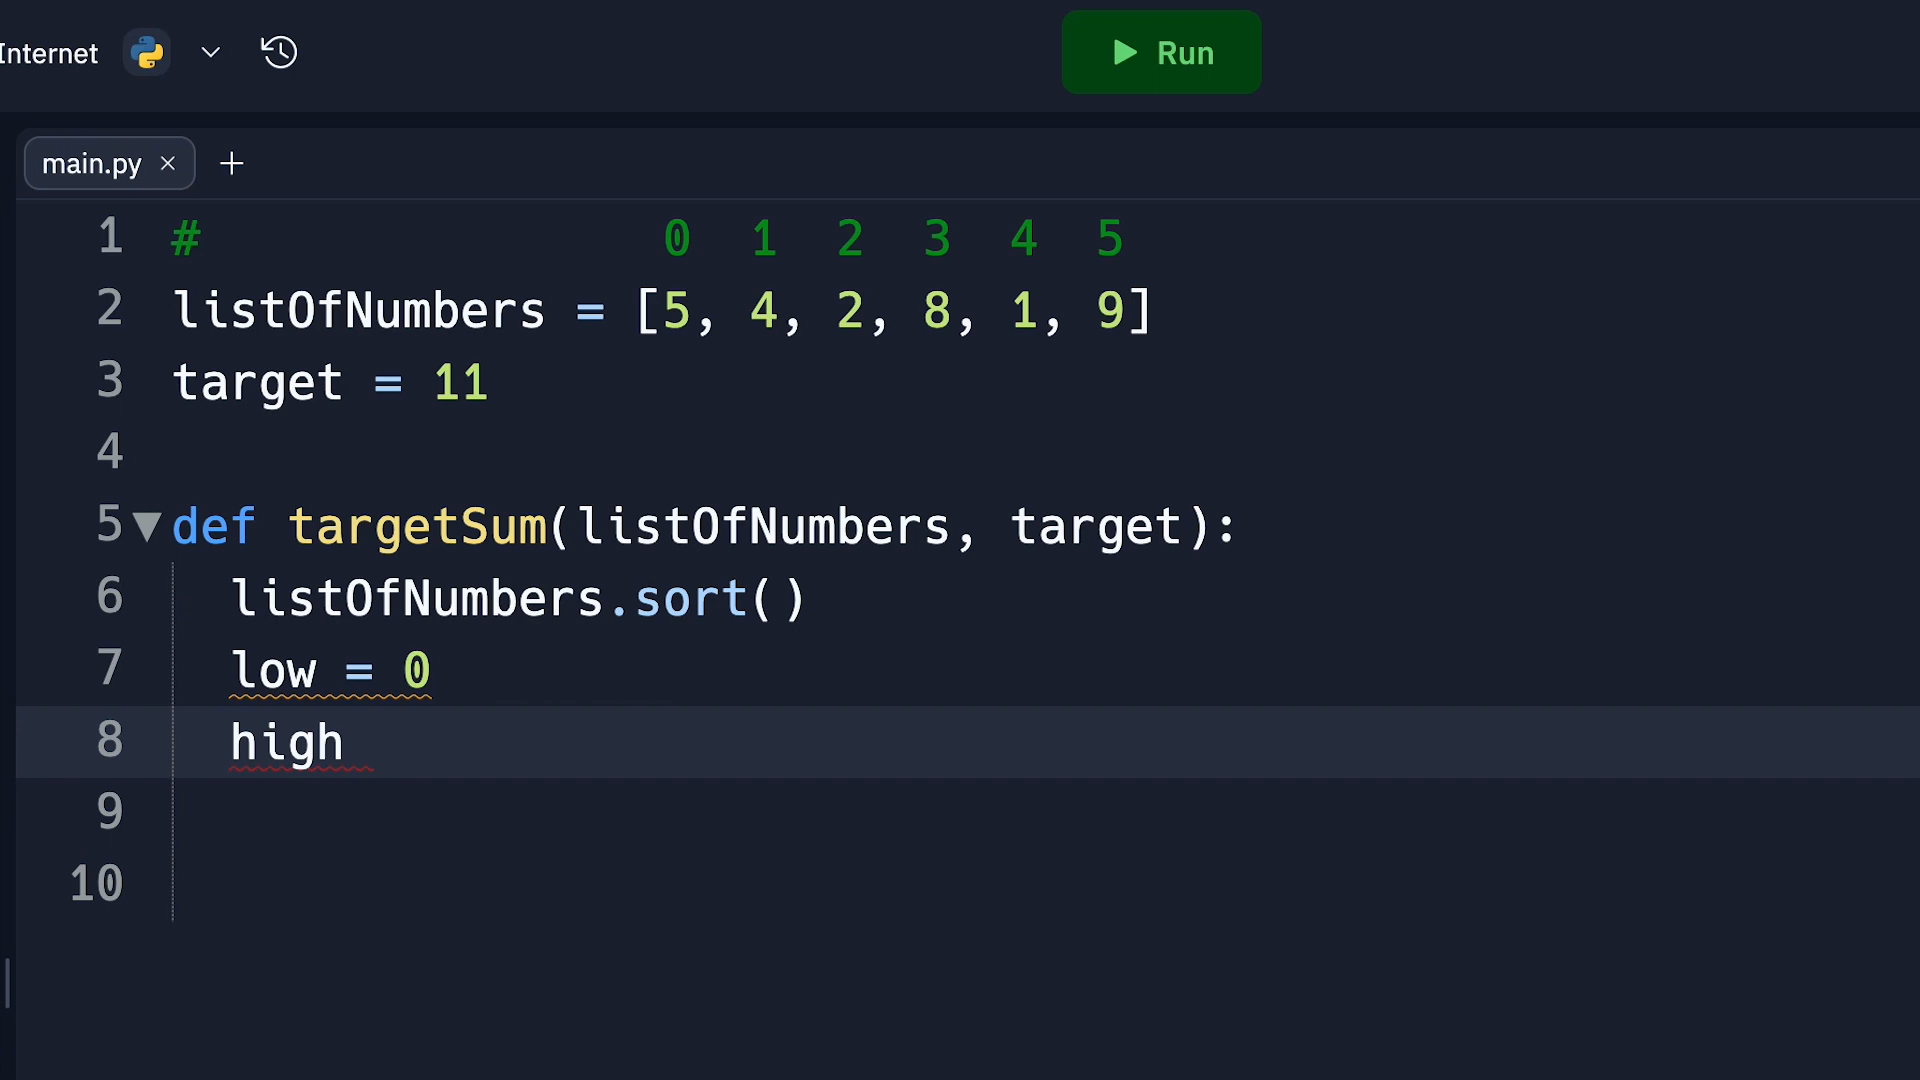 Internet
Run
main.py × +
1 # 0 1 2 3 4 5
2 listOfNumbers = [5, 4, 2, 8, 1, 9]
3 target = 11
4
5 def targetSum(listOfNumbers, target):
6 listOfNumbers.sort()
7 low = 0
8 high
9
10